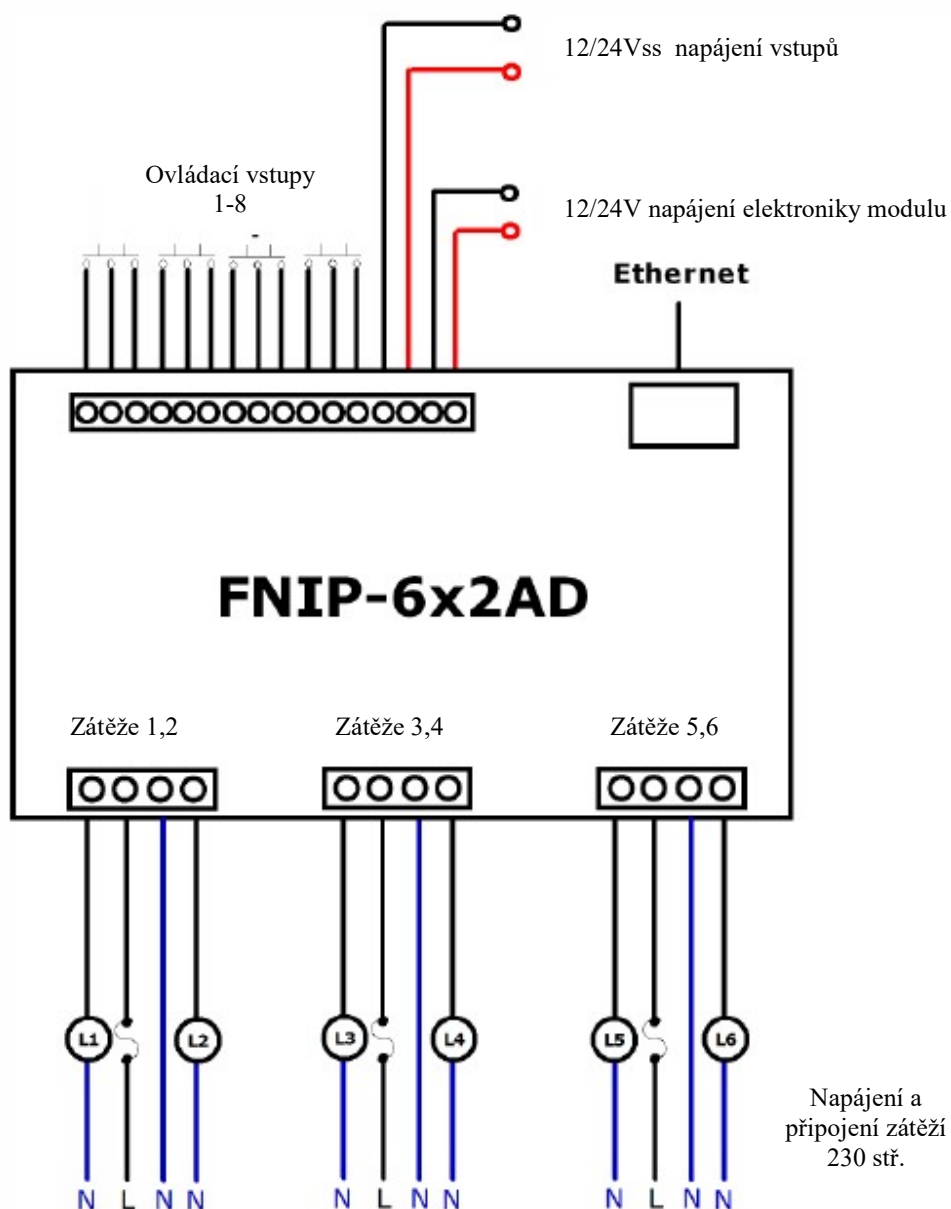 12/24Vss napájení vstupů
Ovládací vstupy
1-8
12/24V napájení elektroniky modulu
Ethernet
FNIP-6x2AD
Zátěže 1,2
Zátěže 3,4
Zátěže 5,6
L1
L2
L3
L4
L5
L6
Napájení a
připojení zátěží
230 stř.
N L N N
N L N N
N L N N